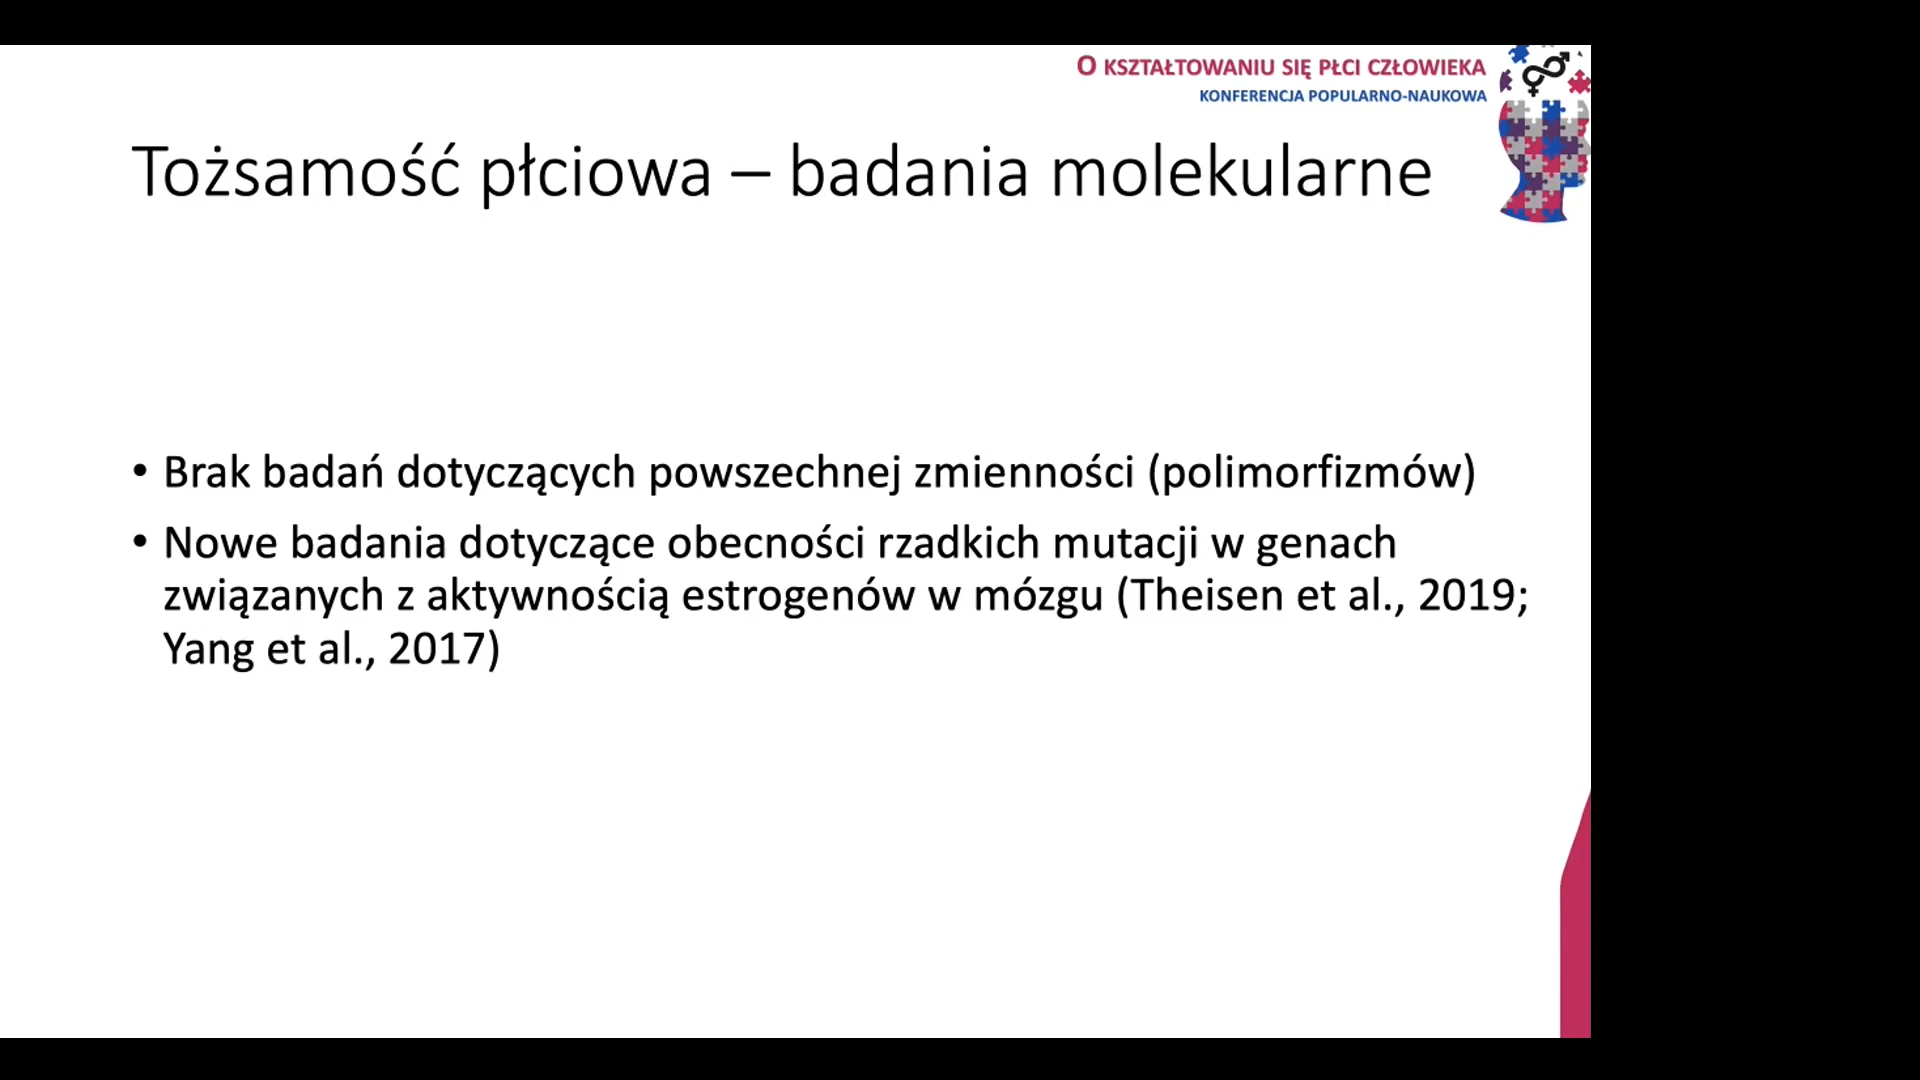 O KSZTAŁTOWANIU SIĘ PŁCI CZŁOWIEKA
KONFERENCJA POPULARNO-NAUKOWA
Tożsamość płciowa – badania molekularne
• Brak badań dotyczących powszechnej zmienności (polimorfizmów)
• Nowe badania dotyczące obecności rzadkich mutacji w genach
związanych z aktywnością estrogenów w mózgu (Theisen et al., 2019;
Yang et al., 2017)